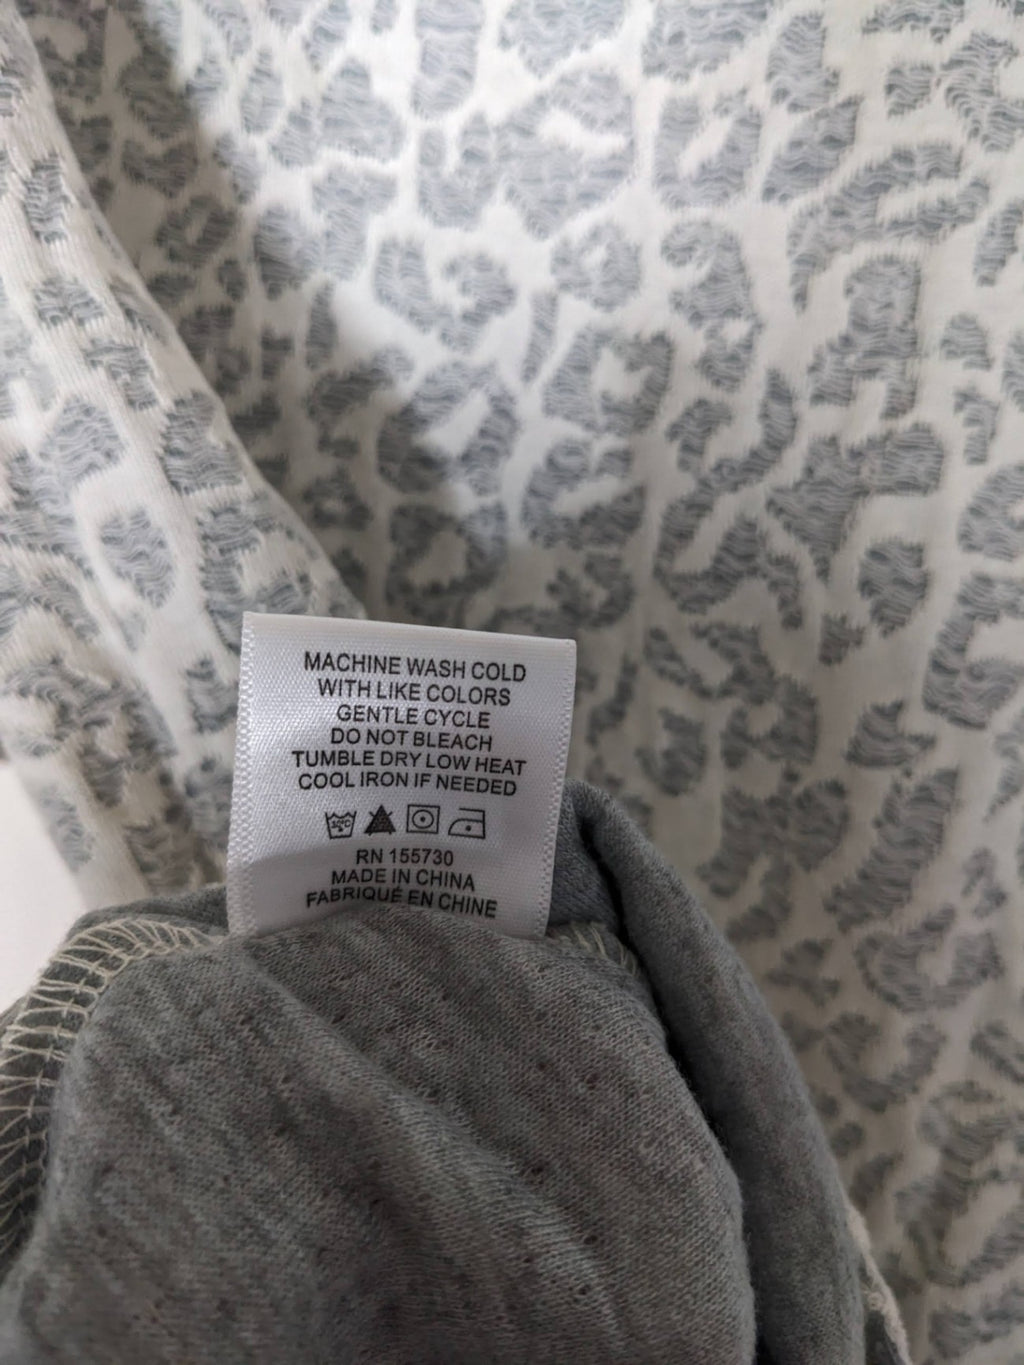 MACHINE WASH COLD
WITH LIKE COLORS
GENTLE CYCLE
DO NOT BLEACH
TUMBLE DRY LOW HEAT
COOL IRON IF NEEDED
30°C
RN 155730
MADE IN CHINA
FABRIQUÉ EN CHINE